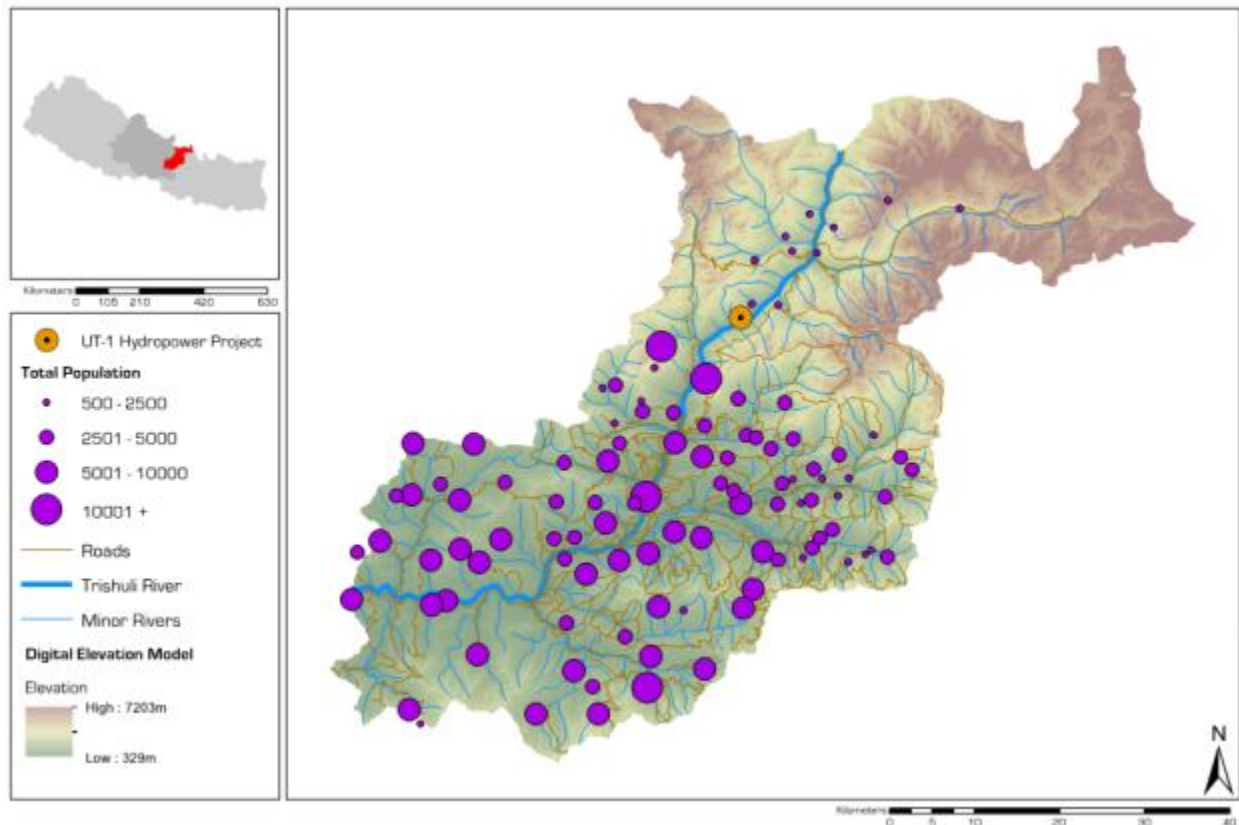 Kilometers
0 105 210 420 630
UT-1 Hydropower Project
Total Population
500 - 2500
2501 - 5000
5001 - 10000
10001 +
Roads
Trishuli River
Minor Rivers
Digital Elevation Model
Elevation
High : 7203m
Low : 329m
N
Kilometers
0 5 10 20 30 40